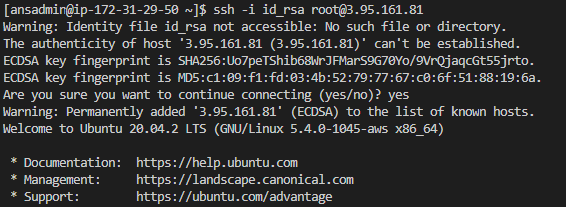 [ansadmin@ip-172-31-29-50 ~]$ ssh -i id_rsa root@3.95.161.81
Warning: Identity file id_rsa not accessible: No such file or directory.
The authenticity of host '3.95.161.81 (3.95.161.81)' can't be established.
ECDSA key fingerprint is SHA256:Uo7peTShib68WrJFMarS9G70Yo/9VrQjaqcGt55jrto.
ECDSA key fingerprint is MD5:c1:09:f1:fd:03:4b:52:79:77:67:c0:6f:51:88:19:6a.
Are you sure you want to continue connecting (yes/no)? yes
Warning: Permanently added '3.95.161.81' (ECDSA) to the list of known hosts.
Welcome to Ubuntu 20.04.2 LTS (GNU/Linux 5.4.0-1045-aws x86_64)
* Documentation:  https://help.ubuntu.com
* Management:     https://landscape.canonical.com
* Support:        https://ubuntu.com/advantage